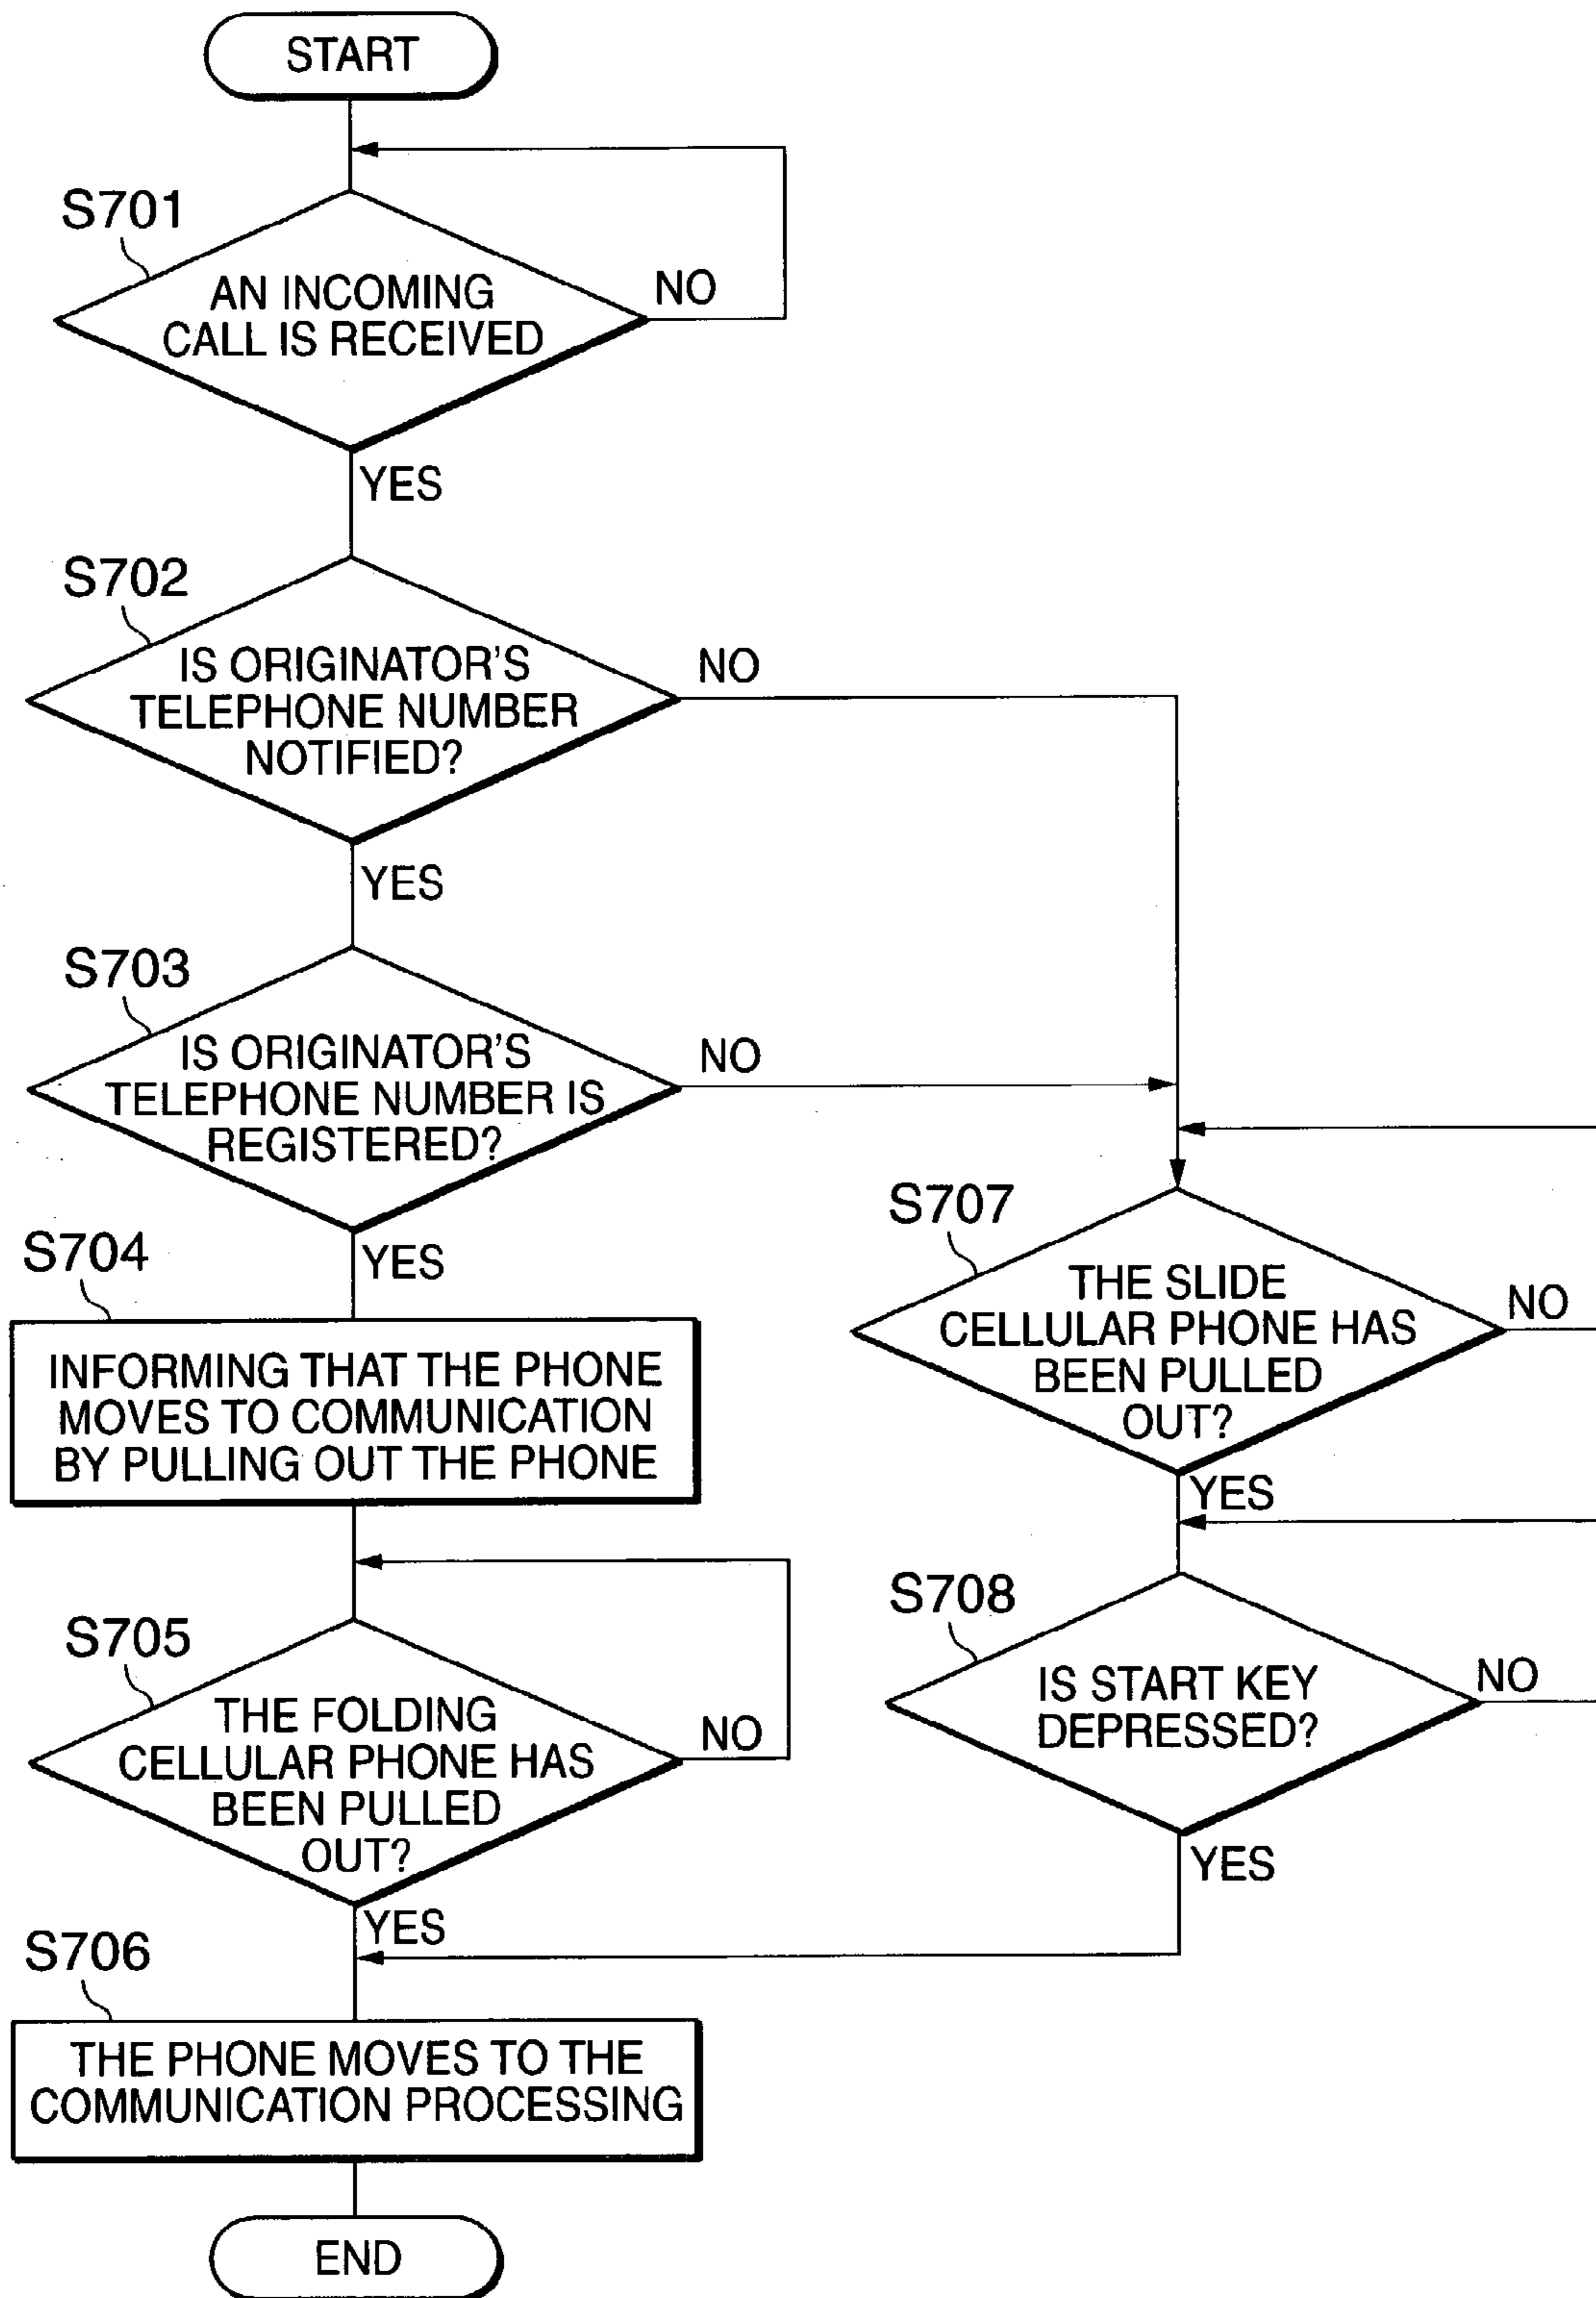 START
S701
AN INCOMING
CALL IS RECEIVED
NO
YES
S702
IS ORIGINATOR'S
TELEPHONE NUMBER
NOTIFIED?
NO
YES
S703
IS ORIGINATOR'S
TELEPHONE NUMBER IS
REGISTERED?
NO
YES
S704
INFORMING THAT THE PHONE
MOVES TO COMMUNICATION
BY PULLING OUT THE PHONE
S705
THE FOLDING
CELLULAR PHONE HAS
BEEN PULLED
OUT?
NO
YES
S706
THE PHONE MOVES TO THE
COMMUNICATION PROCESSING
END
S707
THE SLIDE
CELLULAR PHONE HAS
BEEN PULLED
OUT?
NO
YES
S708
IS START KEY
DEPRESSED?
NO
YES